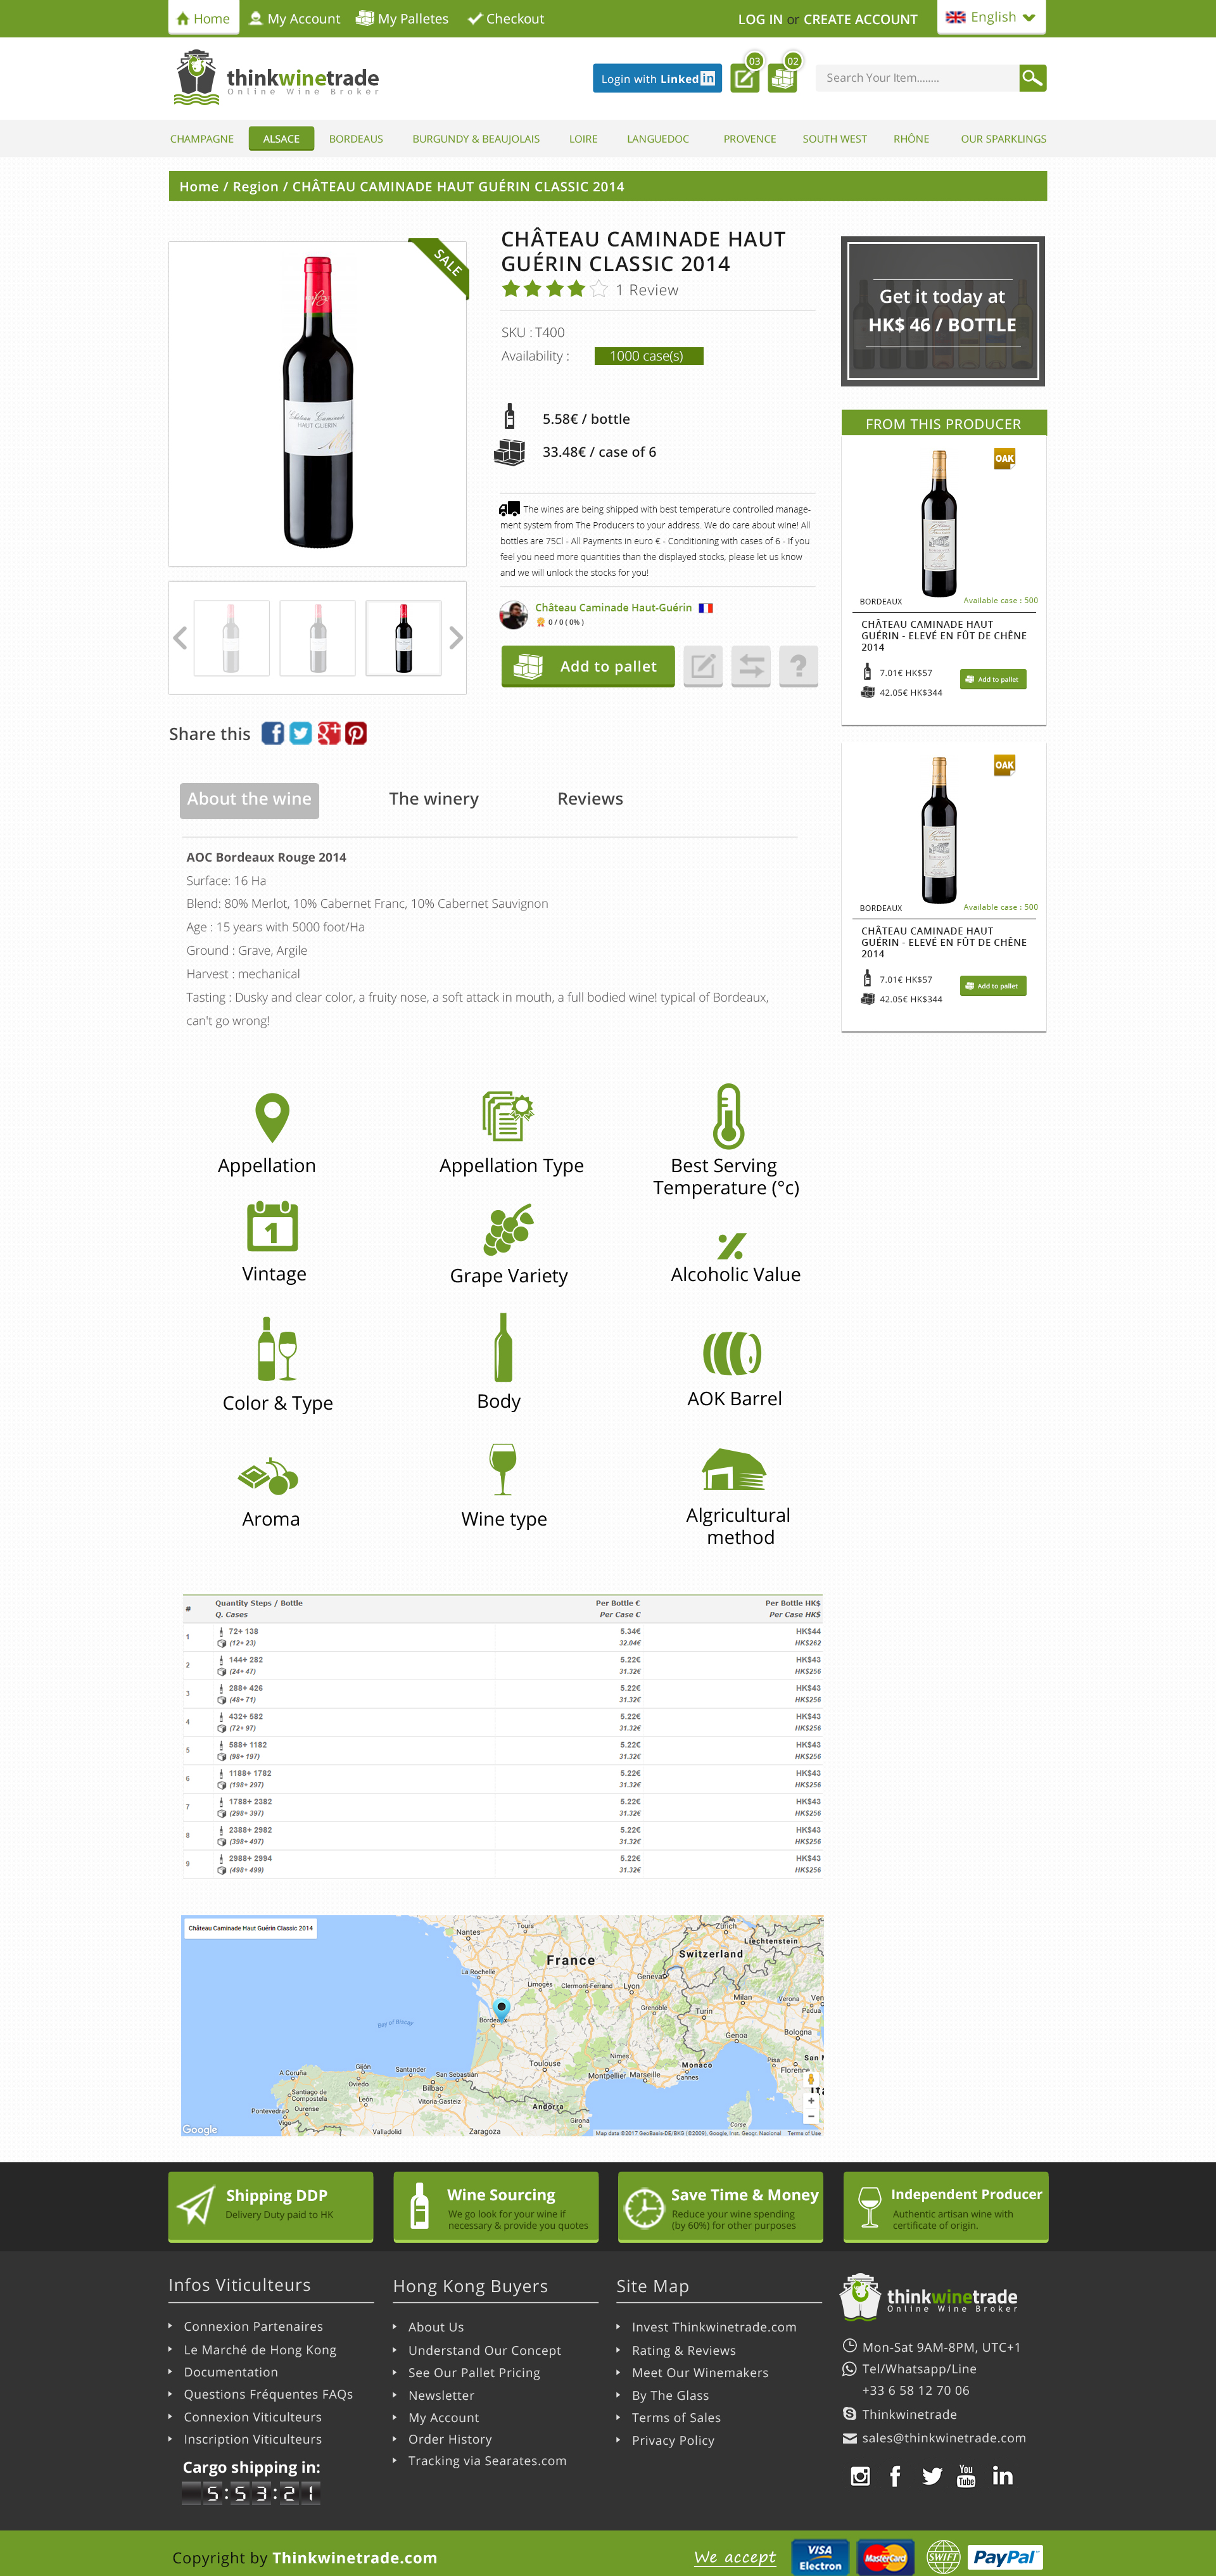 Home
My Account
My Palletes
Checkout
LOG IN or CREATE ACCOUNT
English
thinkwinetrade
Online Wine Broker
Login with Linked in
03
02
Search Your Item........
CHAMPAGNE
ALSACE
BORDEAUS
BURGUNDY & BEAUJOLAIS
LOIRE
LANGUEDOC
PROVENCE
SOUTH WEST
RHÔNE
OUR SPARKLINGS
Home / Region / CHÂTEAU CAMINADE HAUT GUÉRIN CLASSIC 2014
SALE
Château Caminade
HAUT GUERIN
CHÂTEAU CAMINADE HAUT
GUÉRIN CLASSIC 2014
1 Review
SKU : T400
Availability :
1000 case(s)
5.58€ / bottle
33.48€ / case of 6
The wines are being shipped with best temperature controlled manage-
ment system from The Producers to your address. We do care about wine! All
bottles are 75Cl - All Payments in euro € - Conditioning with cases of 6 - If you
feel you need more quantities than the displayed stocks, please let us know
and we will unlock the stocks for you!
Château Caminade Haut-Guérin
0 / 0 ( 0% )
Add to pallet
?
Share this
Get it today at
HK$ 46 / BOTTLE
FROM THIS PRODUCER
OAK
BORDEAUX
Available case : 500
CHÂTEAU CAMINADE HAUT
GUÉRIN - ELEVÉ EN FÛT DE CHÊNE
2014
7.01€ HK$57
42.05€ HK$344
Add to pallet
OAK
BORDEAUX
Available case : 500
CHÂTEAU CAMINADE HAUT
GUÉRIN - ELEVÉ EN FÛT DE CHÊNE
2014
7.01€ HK$57
42.05€ HK$344
Add to pallet
About the wine
The winery
Reviews
AOC Bordeaux Rouge 2014
Surface: 16 Ha
Blend: 80% Merlot, 10% Cabernet Franc, 10% Cabernet Sauvignon
Age : 15 years with 5000 foot/Ha
Ground : Grave, Argile
Harvest : mechanical
Tasting : Dusky and clear color, a fruity nose, a soft attack in mouth, a full bodied wine! typical of Bordeaux,
can't go wrong!
Appellation
Appellation Type
Best Serving
Temperature (°c)
1
Vintage
Grape Variety
Alcoholic Value
Color & Type
Body
AOK Barrel
Aroma
Wine type
Algricultural
method
# Quantity Steps / Bottle Per Bottle € Per Bottle HK$
Q. Cases Per Case € Per Case HK$
1 72+ 138 5.34€ HK$44
(12+ 23) 32.04€ HK$262
2 144+ 282 5.22€ HK$43
(24+ 47) 31.32€ HK$256
3 288+ 426 5.22€ HK$43
(48+ 71) 31.32€ HK$256
4 432+ 582 5.22€ HK$43
(72+ 97) 31.32€ HK$256
5 588+ 1182 5.22€ HK$43
(98+ 197) 31.32€ HK$256
6 1188+ 1782 5.22€ HK$43
(198+ 297) 31.32€ HK$256
7 1788+ 2382 5.22€ HK$43
(298+ 397) 31.32€ HK$256
8 2388+ 2982 5.22€ HK$43
(398+ 497) 31.32€ HK$256
9 2988+ 2994 5.22€ HK$43
(498+ 499) 31.32€ HK$256
Château Caminade Haut Guérin Classic 2014
Nantes
Tours
France
Switzerland
Liechtenstein
La Rochelle
Limoges
Clermont-Ferrand
Lyon
Geneva
Grenoble
Milan
Turin
Verona
Padua
Bordeaux
Bay of Biscay
Genoa
Bologna
Toulouse
Nîmes
Montpellier
Marseille
Monaco
Cannes
Pisa
Florence
A Coruña
Gijón
Santander
San Sebastián
Santiago de
Compostela
Oviedo
Bilbao
León
Vitoria-Gasteiz
Pontevedra
Ourense
Vigo
Andorra
Girona
Valladolid
Zaragoza
Corse
Google
Map data ©2017 GeoBasis-DE/BKG (©2009), Google, Inst. Geogr. Nacional
Terms of Use
Shipping DDP
Delivery Duty paid to HK
Wine Sourcing
We go look for your wine if
necessary & provide you quotes
Save Time & Money
Reduce your wine spending
(by 60%) for other purposes
Independent Producer
Authentic artisan wine with
certificate of origin.
Infos Viticulteurs
Connexion Partenaires
Le Marché de Hong Kong
Documentation
Questions Fréquentes FAQs
Connexion Viticulteurs
Inscription Viticulteurs
Cargo shipping in:
5:53:21
Hong Kong Buyers
About Us
Understand Our Concept
See Our Pallet Pricing
Newsletter
My Account
Order History
Tracking via Searates.com
Site Map
Invest Thinkwinetrade.com
Rating & Reviews
Meet Our Winemakers
By The Glass
Terms of Sales
Privacy Policy
thinkwinetrade
Online Wine Broker
Mon-Sat 9AM-8PM, UTC+1
Tel/Whatsapp/Line
+33 6 58 12 70 06
Thinkwinetrade
sales@thinkwinetrade.com
You
Tube
in
Copyright by Thinkwinetrade.com
We accept
VISA
Electron
MasterCard
SWIFT
PayPal